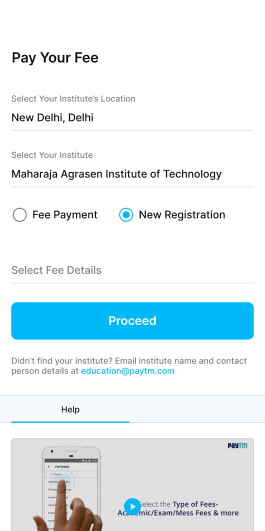 Pay Your Fee
Select Your Institute's Location
New Delhi, Delhi
Select Your Institute
Maharaja Agrasen Institute of Technology
Fee Payment
New Registration
Select Fee Details
Proceed
Didn't find your institute? Email institute name and contact
person details at education@paytm.com
Help
Paytm
Fee Details
Select the Type of Fees-
Academic/Exam/Mess Fees & more